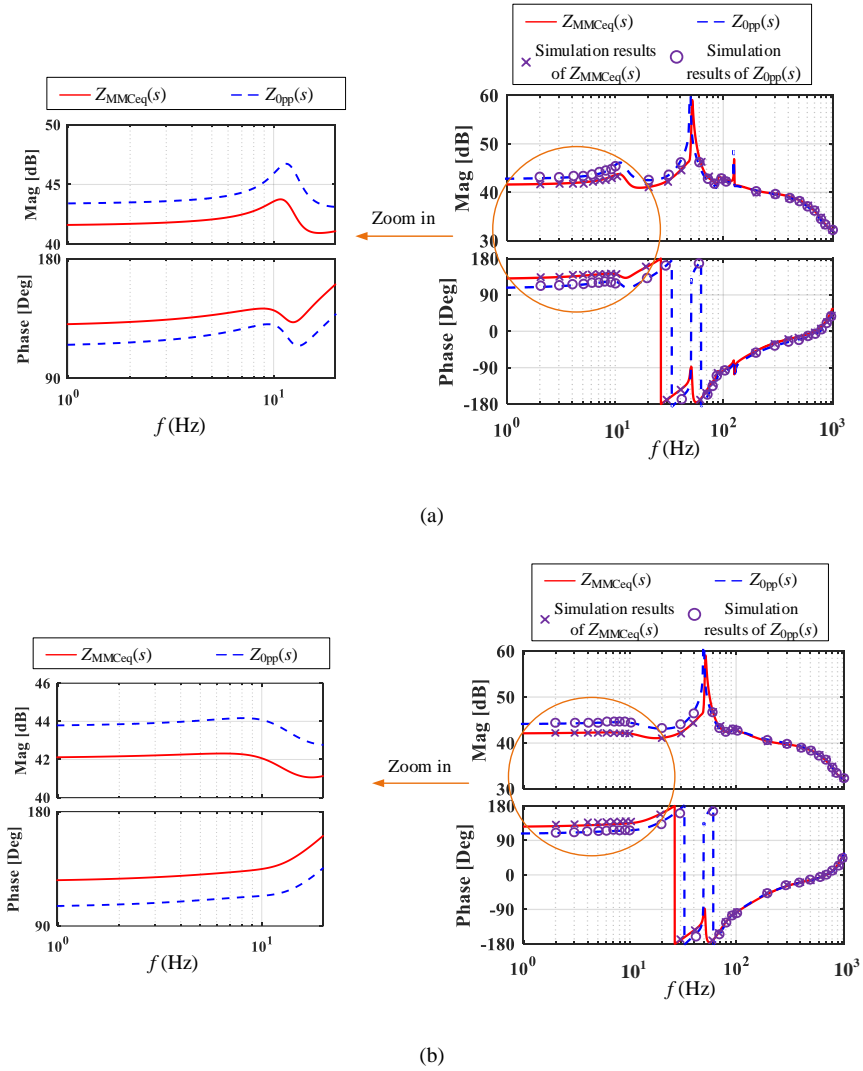 Z_MMCeq(s) Z_0pp(s)
Simulation results of Z_MMCeq(s)
Simulation results of Z_0pp(s)
Z_MMCeq(s) Z_0pp(s)
50
45
40
Mag [dB]
180
90
Phase [Deg]
10^0 10^1
f (Hz)
Zoom in
60
50
40
30
Mag [dB]
180
90
0
-90
-180
Phase [Deg]
10^0 10^1 10^2 10^3
f (Hz)
(a)
Z_MMCeq(s) Z_0pp(s)
Simulation results of Z_MMCeq(s)
Simulation results of Z_0pp(s)
Z_MMCeq(s) Z_0pp(s)
46
44
42
40
Mag [dB]
180
90
Phase [Deg]
10^0 10^1
f (Hz)
Zoom in
60
50
40
30
Mag [dB]
180
90
0
-90
-180
Phase [Deg]
10^0 10^1 10^2 10^3
f (Hz)
(b)